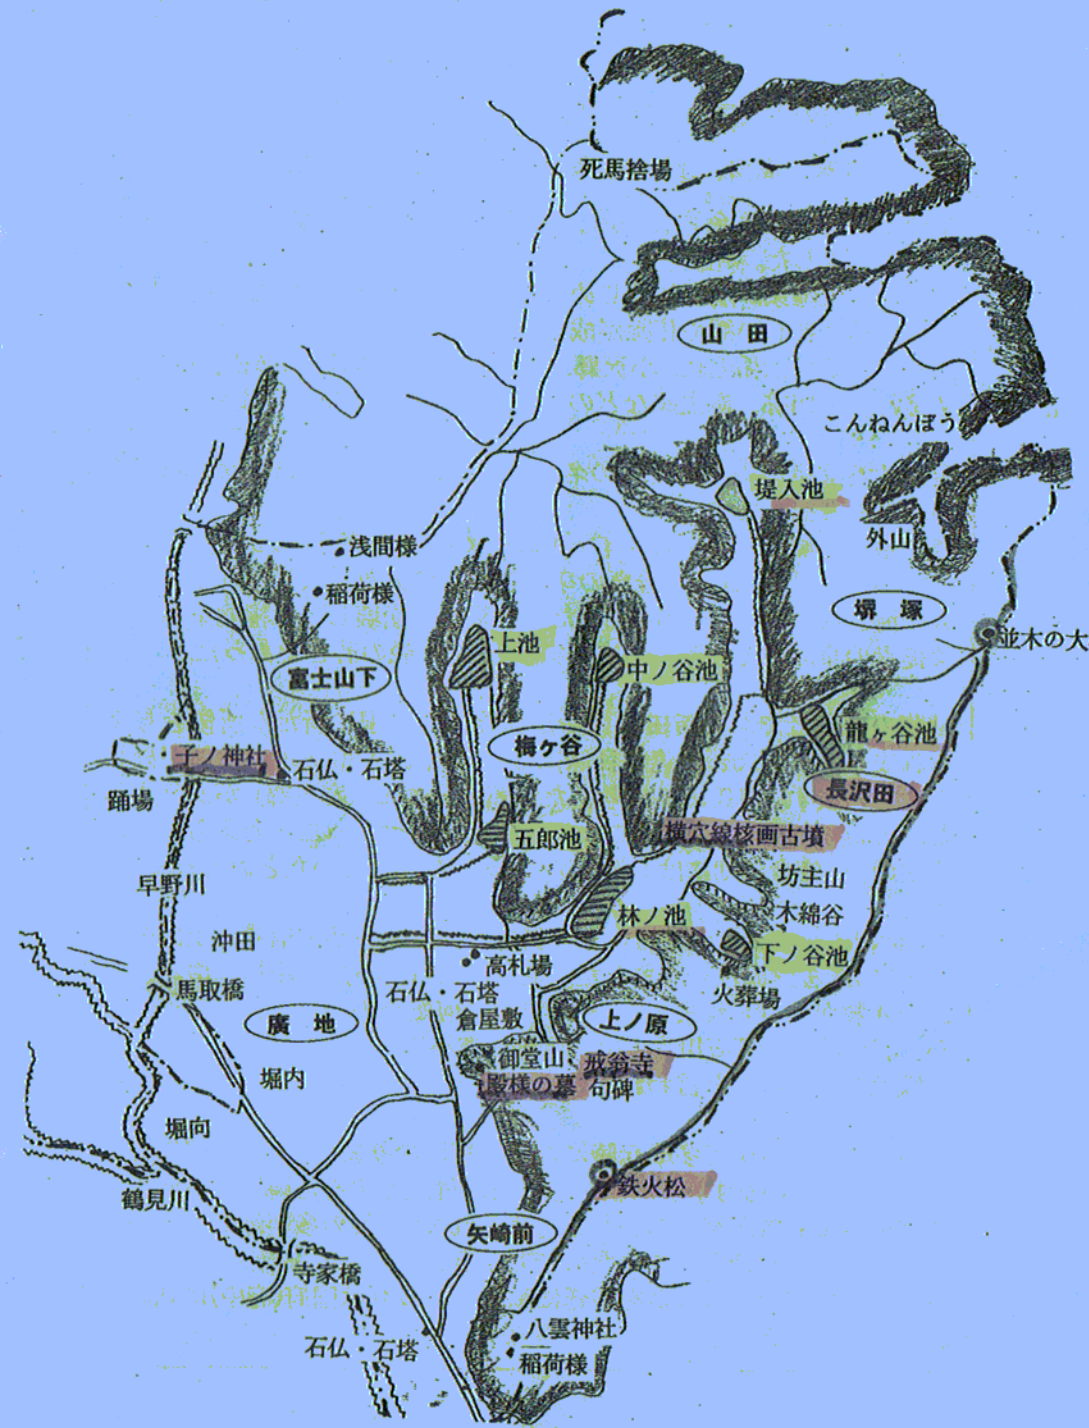 死馬捨場
山田
こんねんぼう
堤入池
外山
浅間様
稲荷様
堺塚
並木の大
上池
中ノ谷池
富士山下
龍ヶ谷池
梅ヶ谷
子ノ神社
石仏・石塔
長沢田
踊場
五郎池
横穴線核画古墳
坊主山
早野川
木綿谷
林ノ池
沖田
下ノ谷池
高札場
馬取橋
石仏・石塔
火葬場
倉屋敷
廣地
上ノ原
御堂山
戒翁寺
堀内
殿様の墓
句碑
堀向
鶴見川
鉄火松
矢崎前
寺家橋
八雲神社
石仏・石塔
稲荷様